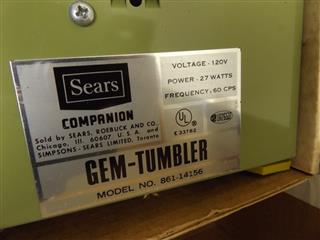 Sears
COMPANION
Sold by SEARS, ROEBUCK AND CO.
Chicago, Ill. 60607 U.S.A. and
SIMPSONS-SEARS LIMITED, Toronto
VOLTAGE - 120V
POWER - 27 WATTS
FREQUENCY, 60 CPS
UL
E 33782
GEM-TUMBLER
MODEL NO. 861-14156